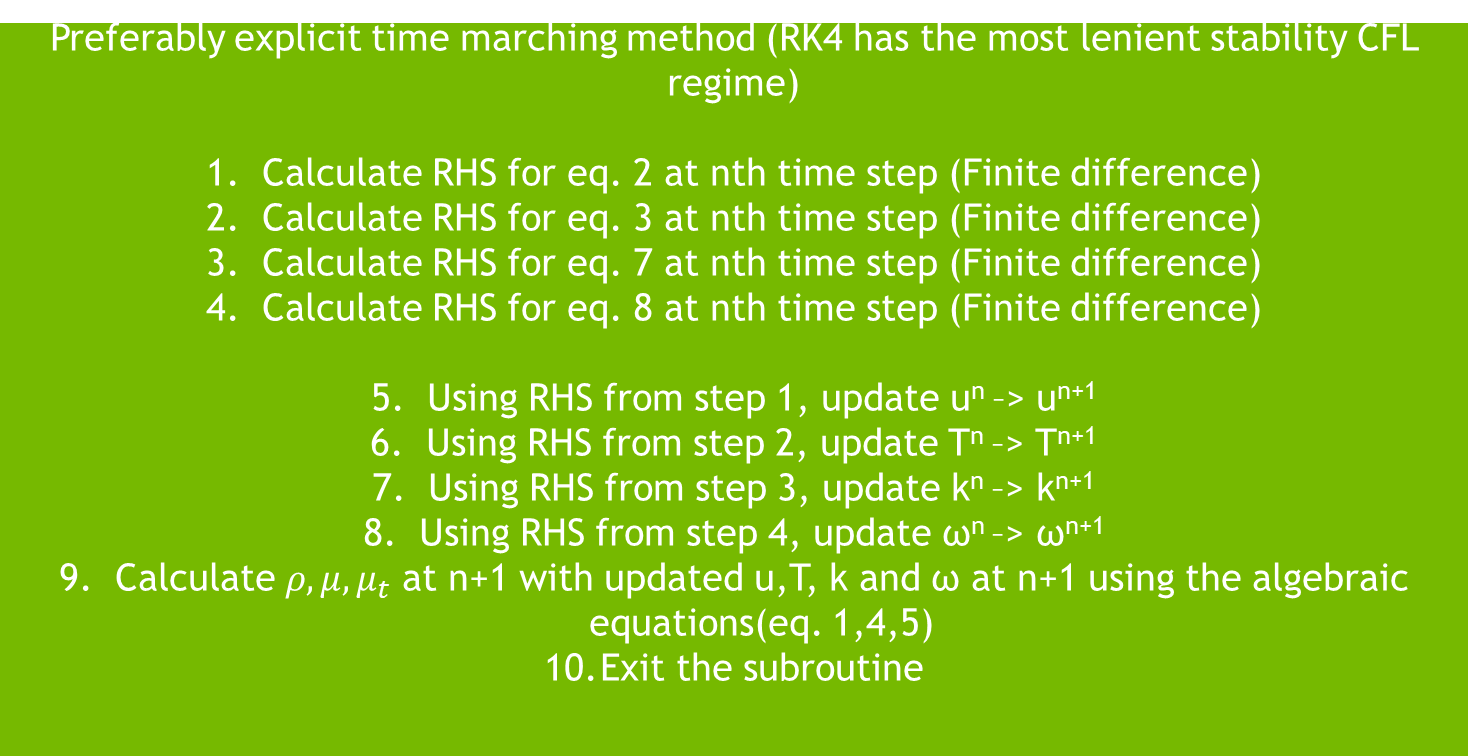 Preferably explicit time marching method (RK4 has the most lenient stability CFL
regime)
1. Calculate RHS for eq. 2 at nth time step (Finite difference)
2. Calculate RHS for eq. 3 at nth time step (Finite difference)
3. Calculate RHS for eq. 7 at nth time step (Finite difference)
4. Calculate RHS for eq. 8 at nth time step (Finite difference)
5. Using RHS from step 1, update uⁿ -> uⁿ⁺¹
6. Using RHS from step 2, update Tⁿ -> Tⁿ⁺¹
7. Using RHS from step 3, update kⁿ -> kⁿ⁺¹
8. Using RHS from step 4, update ωⁿ -> ωⁿ⁺¹
9. Calculate 𝜌, 𝜇, 𝜇ₜ at n+1 with updated u,T, k and ω at n+1 using the algebraic
equations(eq. 1,4,5)
10.Exit the subroutine